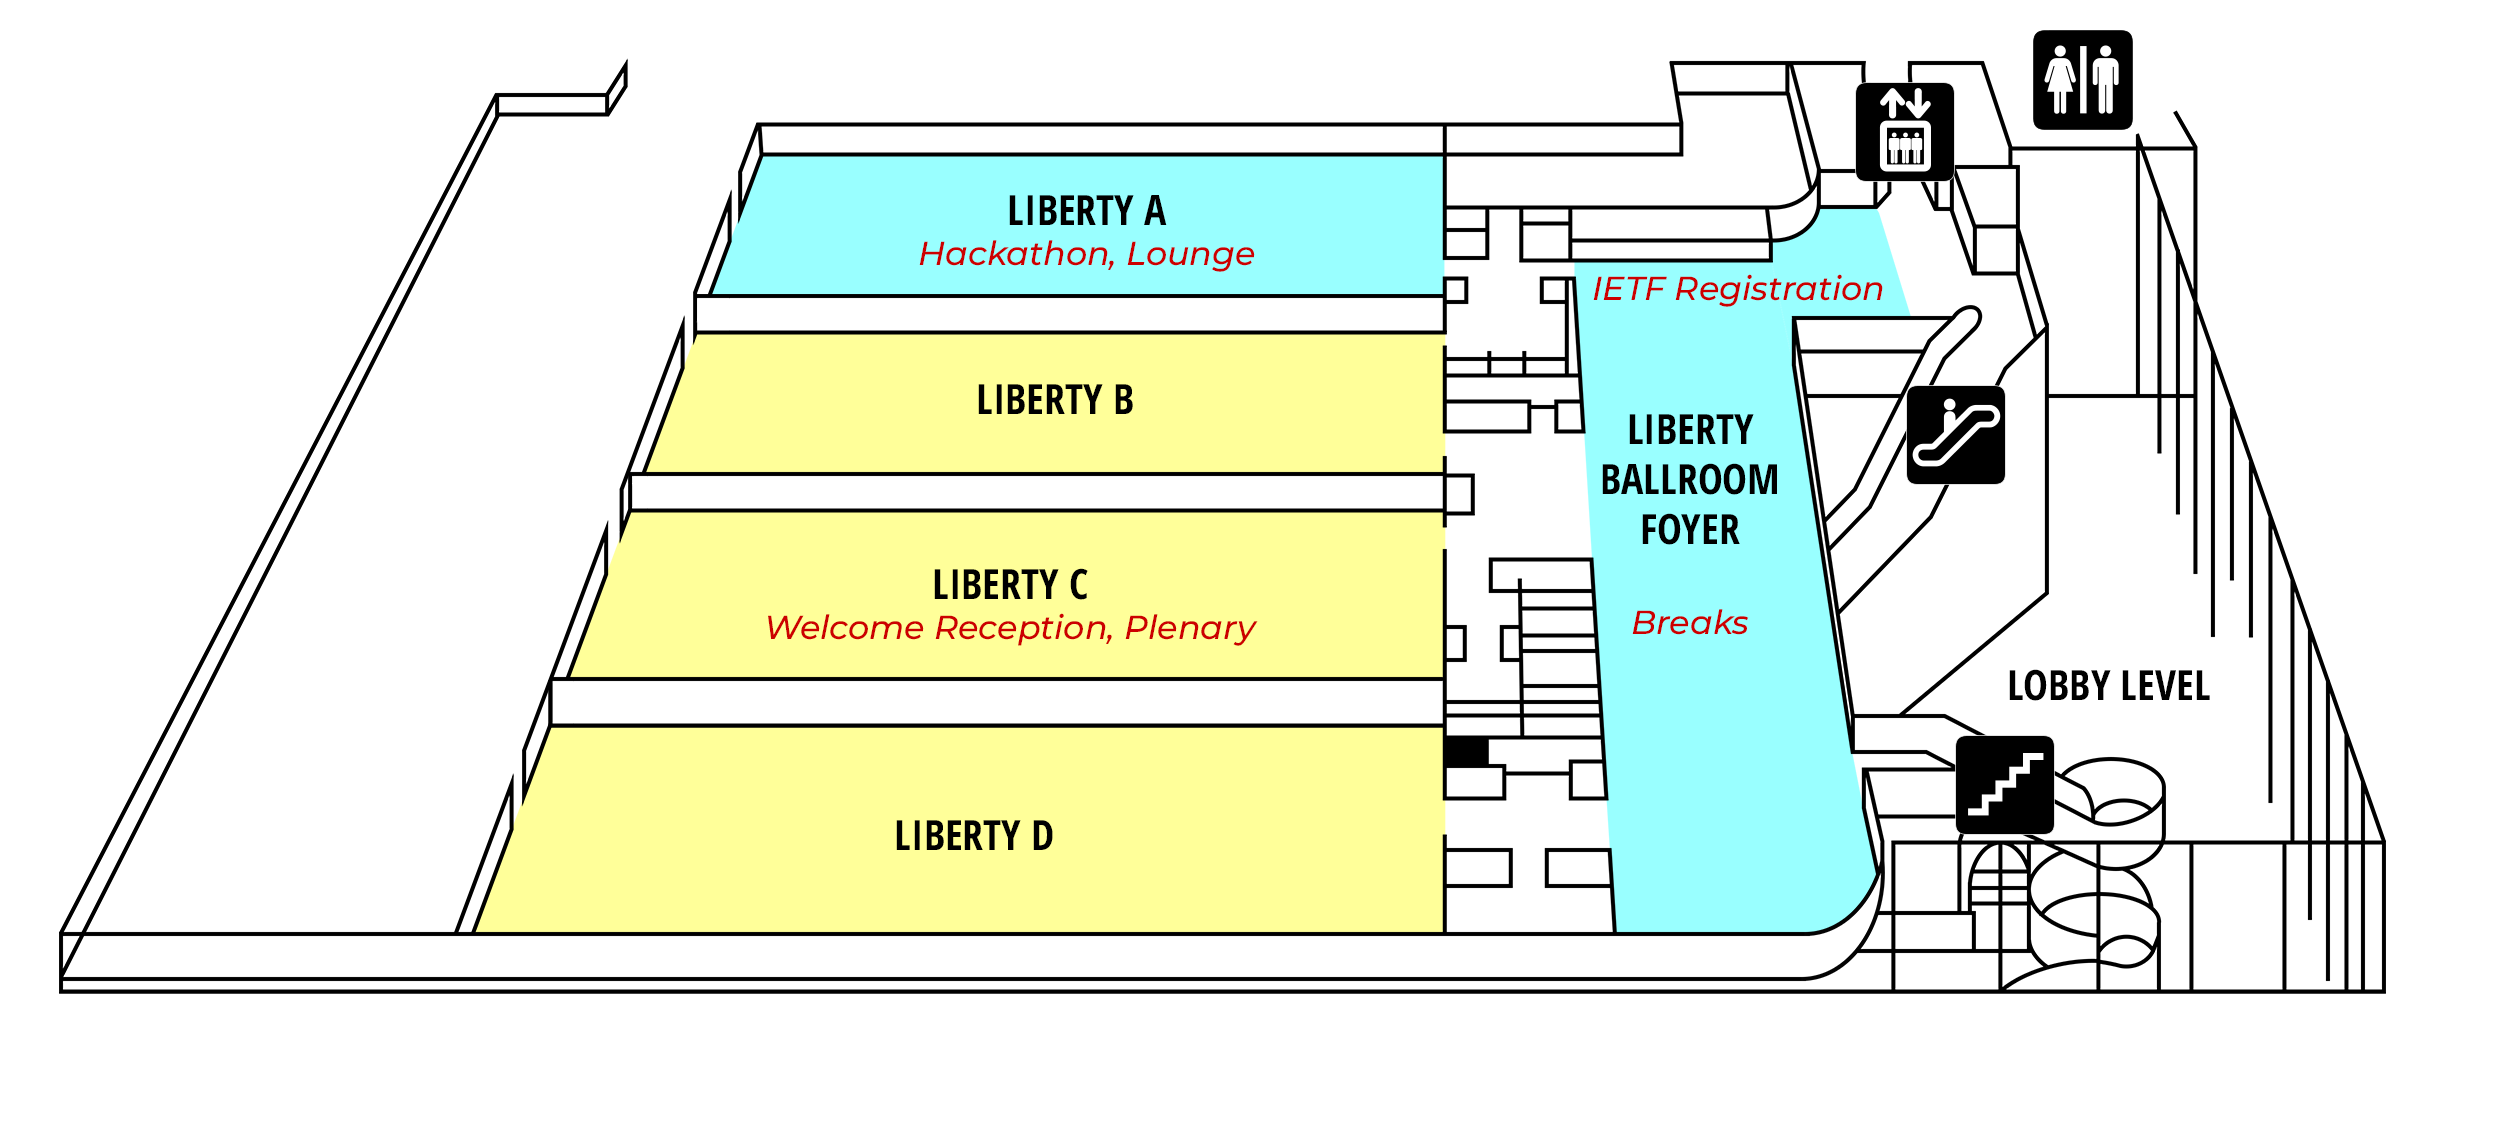 LIBERTY A
Hackathon, Lounge
IETF Registration
LIBERTY B
LIBERTY
BALLROOM
FOYER
LIBERTY C
Welcome Reception, Plenary
Breaks
LOBBY LEVEL
LIBERTY D